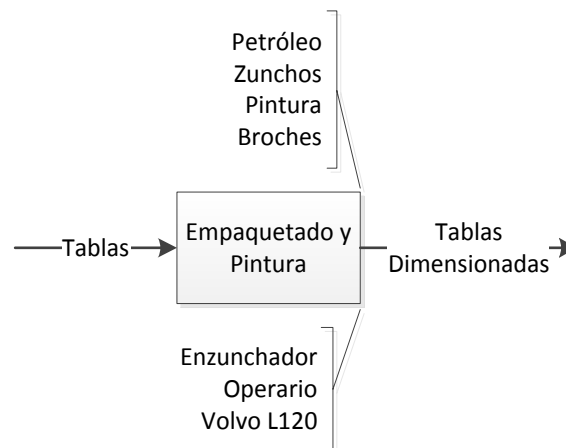 Petróleo
Zunchos
Pintura
Broches
Tablas
Empaquetado y
Pintura
Tablas
Dimensionadas
Enzunchador
Operario
Volvo L120